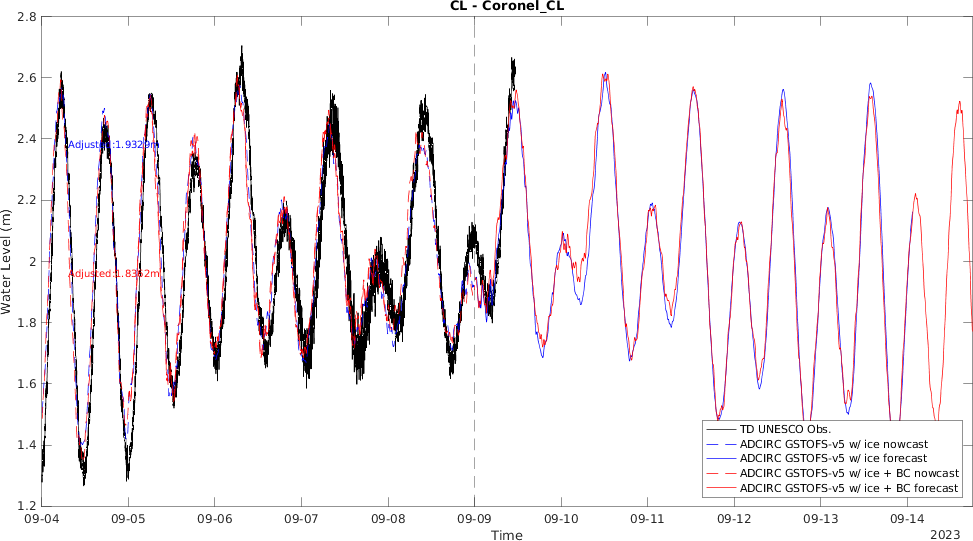 CL - Coronel_CL
2.8
2.6
2.4
2.2
2
1.8
1.6
1.4
1.2
Water Level (m)
Adjusted:1.9329m
Adjusted:1.8352m
TD UNESCO Obs.
ADCIRC GSTOFS-v5 w/ ice nowcast
ADCIRC GSTOFS-v5 w/ ice forecast
ADCIRC GSTOFS-v5 w/ ice + BC nowcast
ADCIRC GSTOFS-v5 w/ ice + BC forecast
09-04 09-05 09-06 09-07 09-08 09-09 09-10 09-11 09-12 09-13 09-14
Time
2023